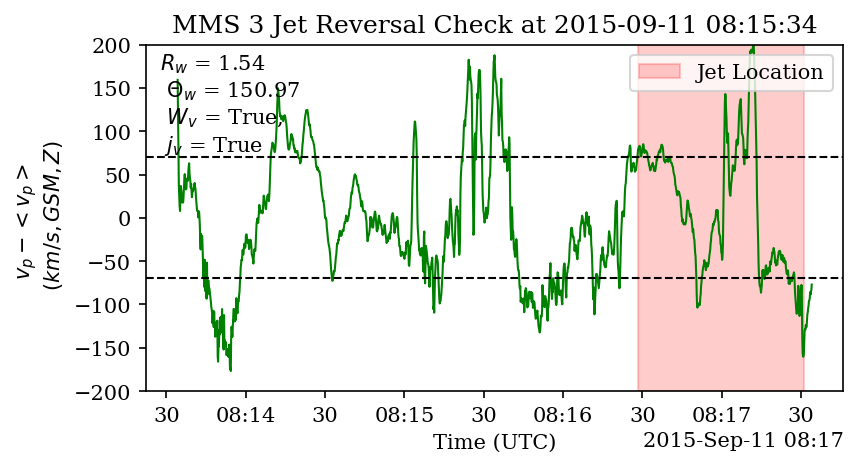 MMS 3 Jet Reversal Check at 2015-09-11 08:15:34
R_w = 1.54
Θ_w = 150.97
W_v = True,
j_v = True
Jet Location
200
150
100
50
0
−50
−100
−150
−200
v_p − < v_p >
(km/s, GSM, Z)
30 08:14 30 08:15 30 08:16 30 08:17 30
Time (UTC)
2015-Sep-11 08:17